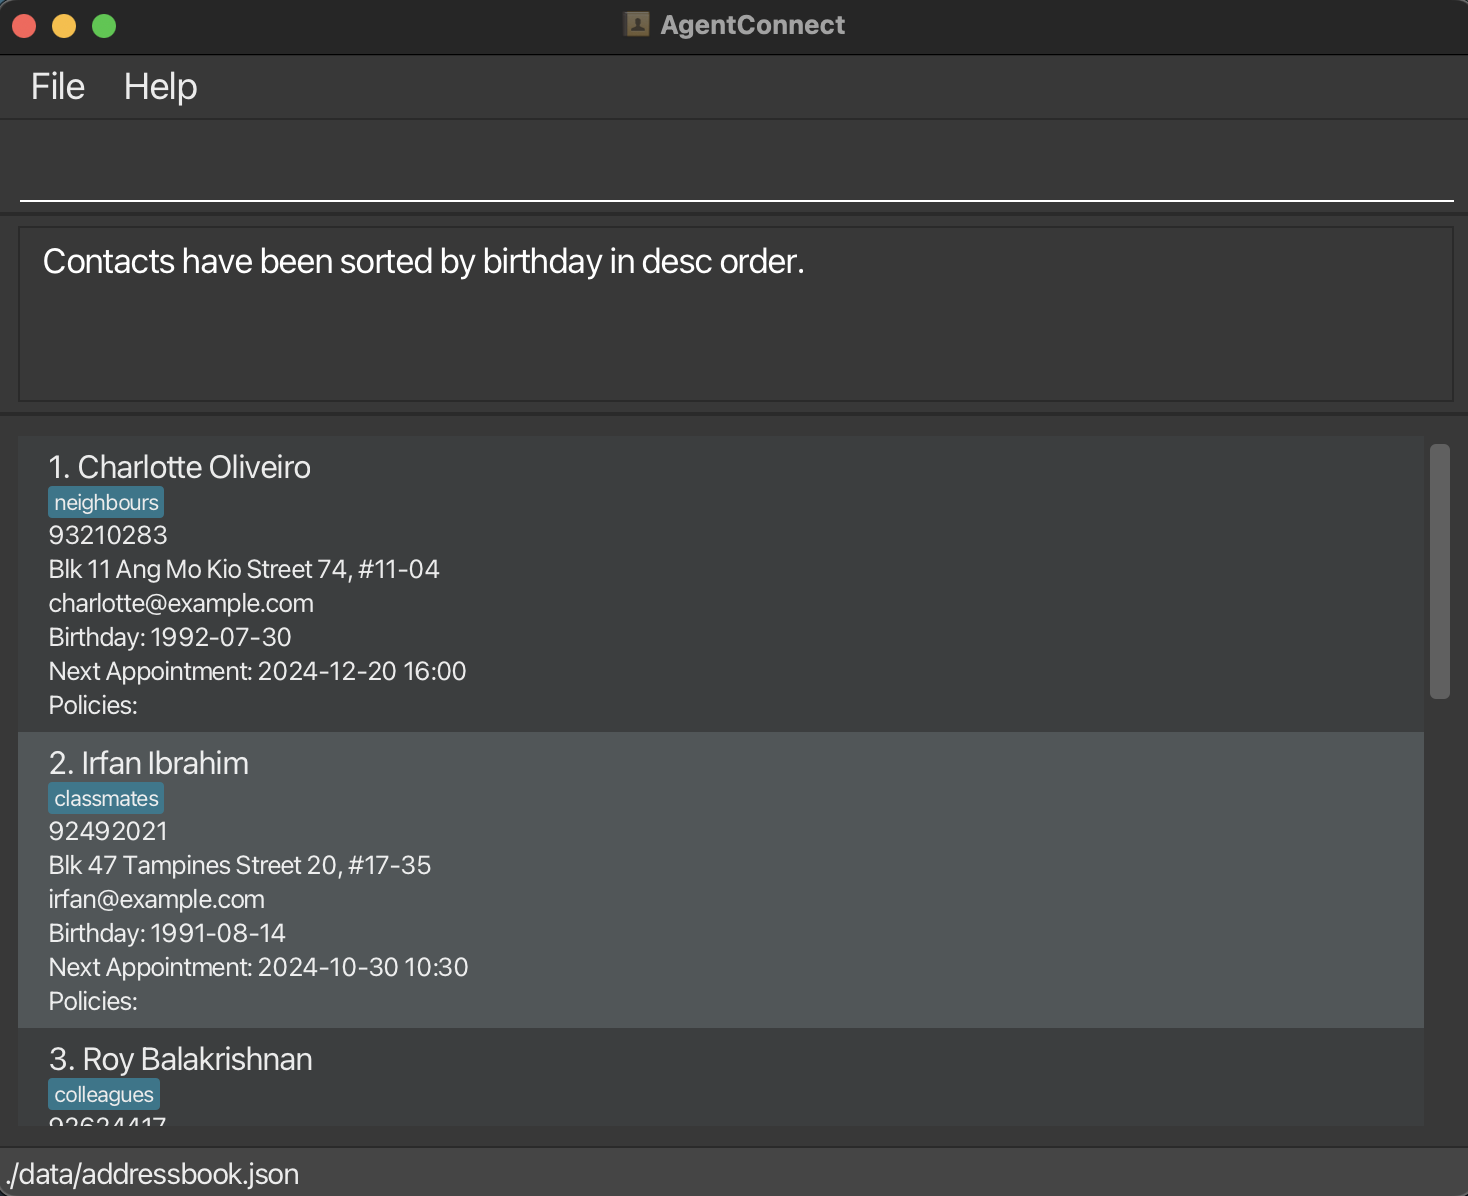 AgentConnect
File Help
Contacts have been sorted by birthday in desc order.
1. Charlotte Oliveiro
neighbours
93210283
Blk 11 Ang Mo Kio Street 74, #11-04
charlotte@example.com
Birthday: 1992-07-30
Next Appointment: 2024-12-20 16:00
Policies:
2. Irfan Ibrahim
classmates
92492021
Blk 47 Tampines Street 20, #17-35
irfan@example.com
Birthday: 1991-08-14
Next Appointment: 2024-10-30 10:30
Policies:
3. Roy Balakrishnan
colleagues
92624417
./data/addressbook.json